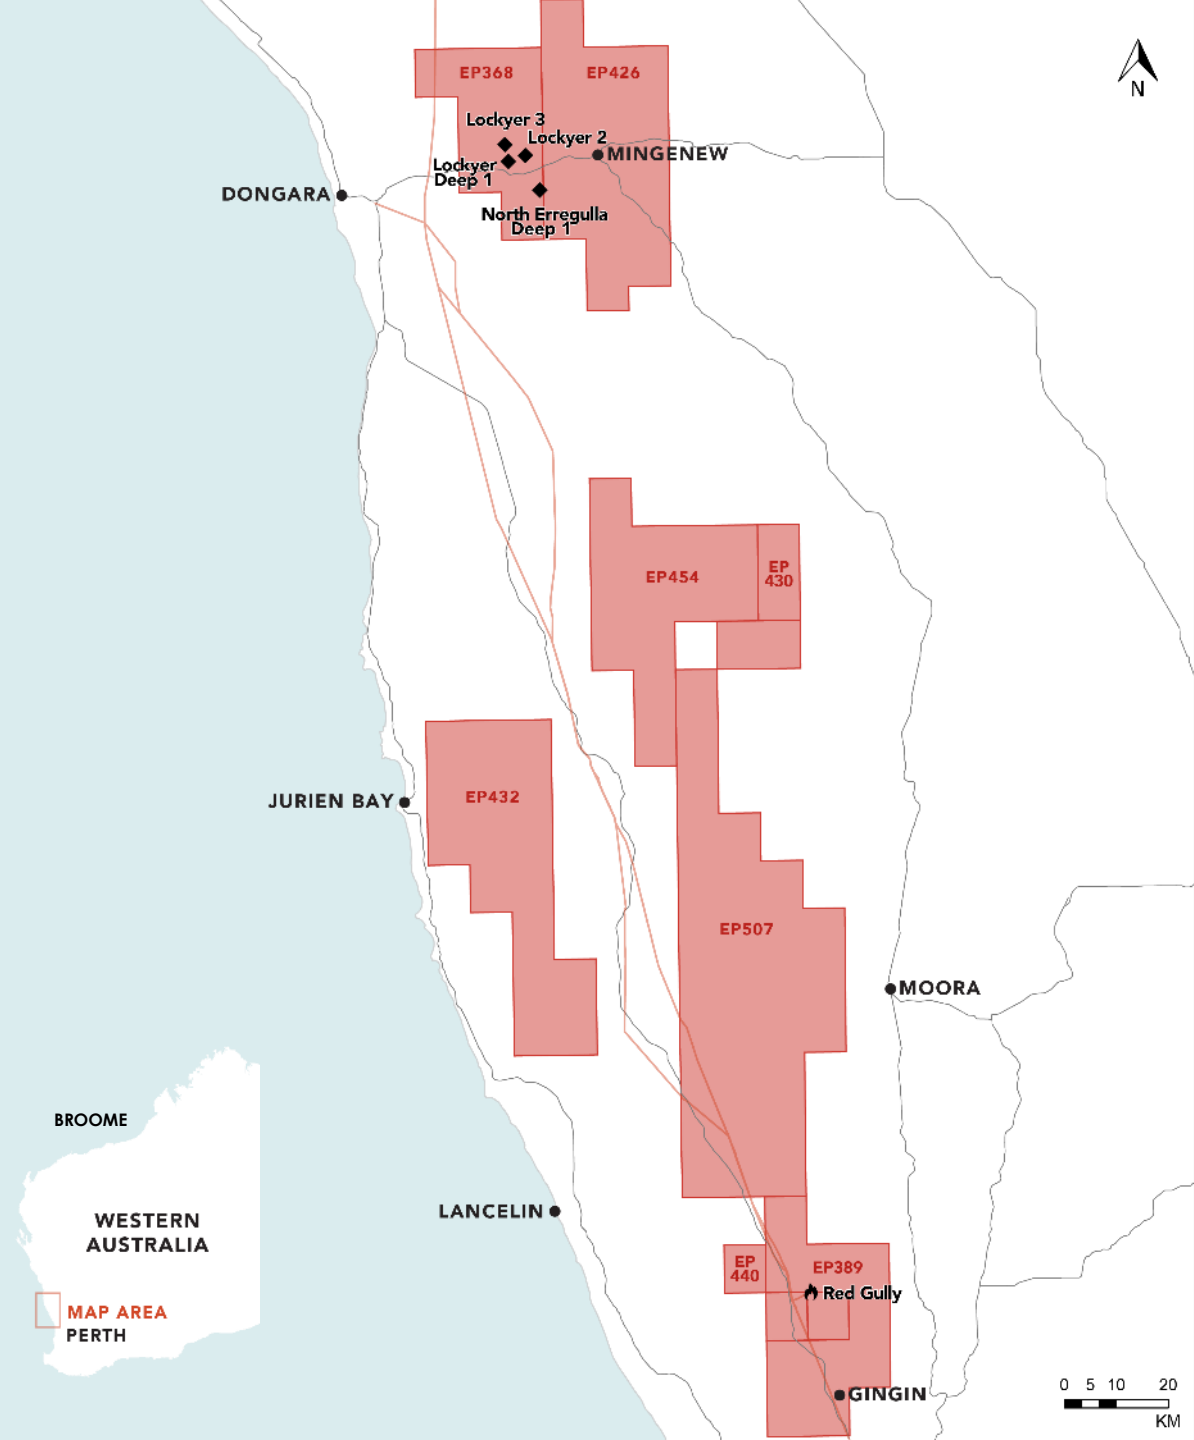 EP368
EP426
N
Lockyer 3
Lockyer 2
MINGENEW
Lockyer
Deep 1
DONGARA
North Erregulla
Deep 1
EP454
EP
430
EP432
JURIEN BAY
EP507
MOORA
BROOME
LANCELIN
WESTERN
AUSTRALIA
EP
440
EP389
Red Gully
MAP AREA
PERTH
GINGIN
0 5 10 20
KM